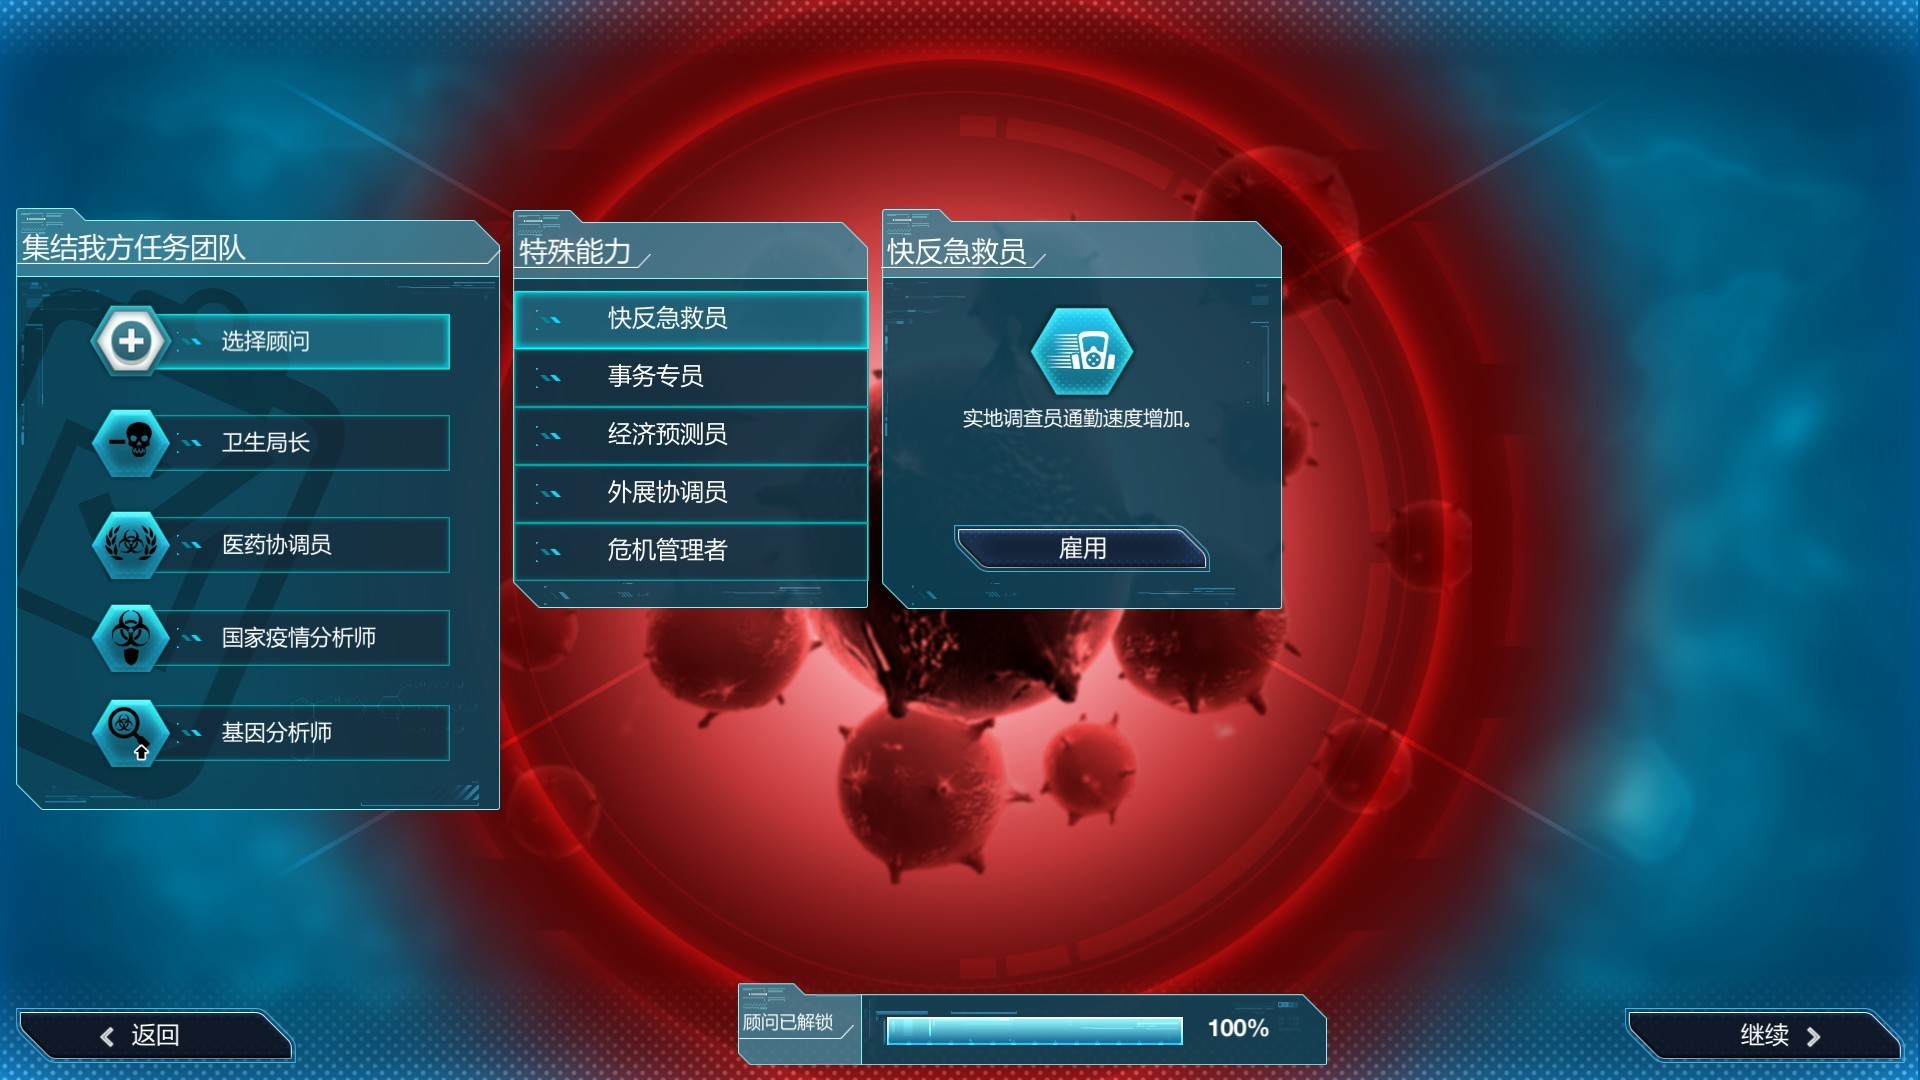 集结我方任务团队
选择顾问
卫生局长
医药协调员
国家疫情分析师
基因分析师
特殊能力
快反急救员
事务专员
经济预测员
外展协调员
危机管理者
快反急救员
实地调查员通勤速度增加。
雇用
返回
顾问已解锁
100%
继续